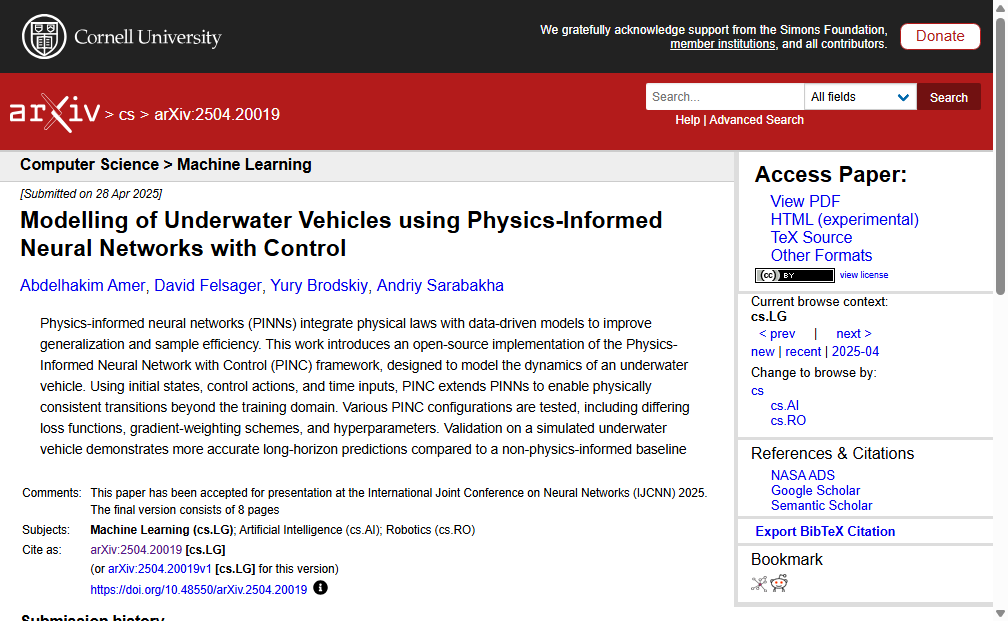 Cornell University
We gratefully acknowledge support from the Simons Foundation,
member institutions, and all contributors.
Donate
arXiv > cs > arXiv:2504.20019
Search...
All fields
Search
Help | Advanced Search
Computer Science > Machine Learning
[Submitted on 28 Apr 2025]
Modelling of Underwater Vehicles using Physics-Informed
Neural Networks with Control
Abdelhakim Amer, David Felsager, Yury Brodskiy, Andriy Sarabakha
Physics-informed neural networks (PINNs) integrate physical laws with data-driven models to improve
generalization and sample efficiency. This work introduces an open-source implementation of the Physics-
Informed Neural Network with Control (PINC) framework, designed to model the dynamics of an underwater
vehicle. Using initial states, control actions, and time inputs, PINC extends PINNs to enable physically
consistent transitions beyond the training domain. Various PINC configurations are tested, including differing
loss functions, gradient-weighting schemes, and hyperparameters. Validation on a simulated underwater
vehicle demonstrates more accurate long-horizon predictions compared to a non-physics-informed baseline
Comments: This paper has been accepted for presentation at the International Joint Conference on Neural Networks (IJCNN) 2025.
The final version consists of 8 pages
Subjects: Machine Learning (cs.LG); Artificial Intelligence (cs.AI); Robotics (cs.RO)
Cite as: arXiv:2504.20019 [cs.LG]
(or arXiv:2504.20019v1 [cs.LG] for this version)
https://doi.org/10.48550/arXiv.2504.20019
Submission history
Access Paper:
View PDF
HTML (experimental)
TeX Source
Other Formats
(cc) BY view license
Current browse context:
cs.LG
< prev | next >
new | recent | 2025-04
Change to browse by:
cs
cs.AI
cs.RO
References & Citations
NASA ADS
Google Scholar
Semantic Scholar
Export BibTeX Citation
Bookmark